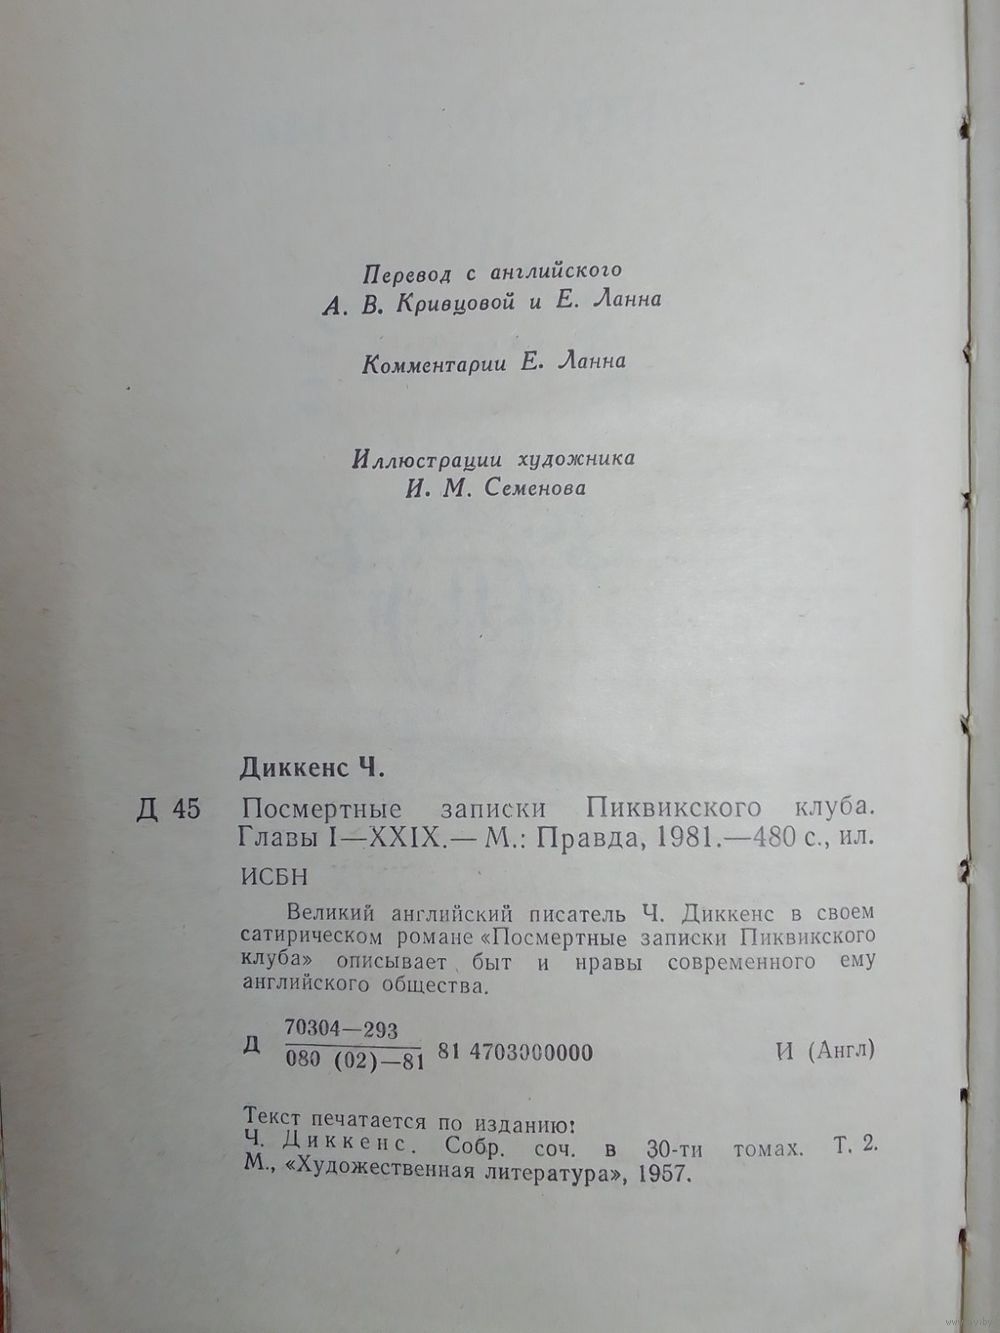 Перевод с английского
А. В. Кривцовой и Е. Ланна
Комментарии Е. Ланна
Иллюстрации художника
И. М. Семенова
Диккенс Ч.
Д 45 Посмертные записки Пиквикского клуба.
Главы I—XXIX.— М.: Правда, 1981.—480 с., ил.
ИСБН
Великий английский писатель Ч. Диккенс в своем
сатирическом романе «Посмертные записки Пиквикского
клуба» описывает быт и нравы современного ему
английского общества.
70304—293
Д 080 (02)—81 81 4703000000 И (Англ)
Текст печатается по изданию:
Ч. Диккенс. Собр. соч. в 30-ти томах. Т. 2.
М., «Художественная литература», 1957.